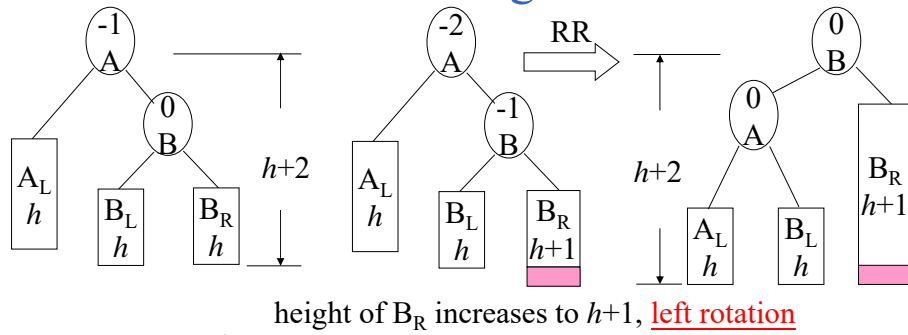 -1
A
0
B
A_L
h
B_L
h
B_R
h
h+2
-2
A
-1
B
A_L
h
B_L
h
B_R
h+1
RR
h+2
0
B
0
A
A_L
h
B_L
h
B_R
h+1
height of B_R increases to h+1, left rotation